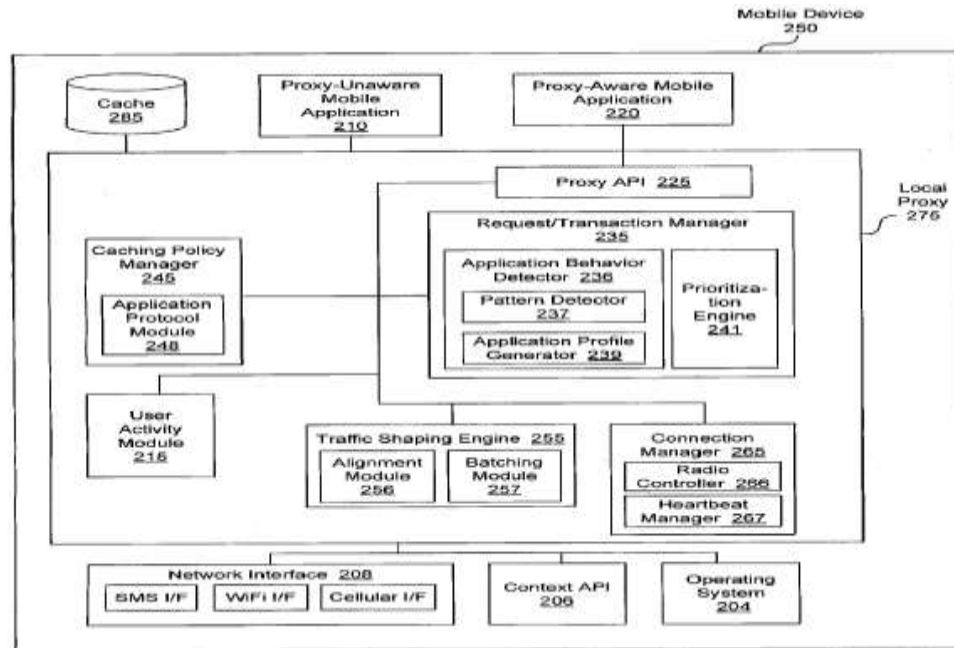 Mobile Device
250
Cache
285
Proxy-Unaware
Mobile
Application
210
Proxy-Aware Mobile
Application
220
Proxy API 225
Local
Proxy
275
Request/Transaction Manager
235
Caching Policy
Manager
245
Application
Protocol
Module
248
Application Behavior
Detector 236
Pattern Detector
237
Application Profile
Generator 239
Prioritiza-
tion
Engine
241
User
Activity
Module
215
Traffic Shaping Engine 255
Alignment
Module
256
Batching
Module
257
Connection
Manager 265
Radio
Controller 266
Heartbeat
Manager 267
Network Interface 208
SMS I/F
WiFi I/F
Cellular I/F
Context API
206
Operating
System
204